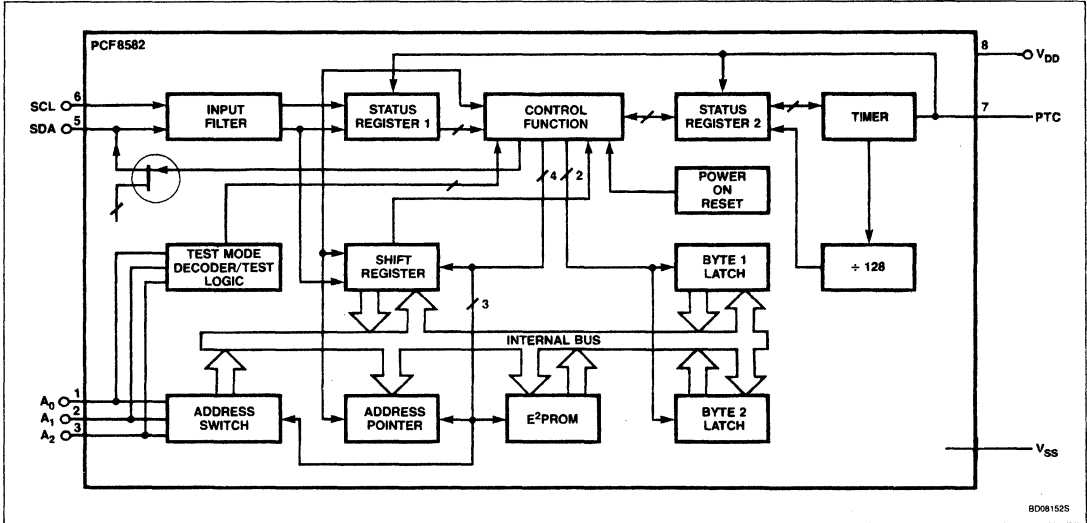 PCF8582
8
V_DD
SCL
6
SDA
5
INPUT
FILTER
STATUS
REGISTER 1
CONTROL
FUNCTION
STATUS
REGISTER 2
TIMER
7
PTC
4
2
POWER
ON
RESET
TEST MODE
DECODER/TEST
LOGIC
SHIFT
REGISTER
BYTE 1
LATCH
÷ 128
3
INTERNAL BUS
A_0
1
A_1
2
A_2
3
ADDRESS
SWITCH
ADDRESS
POINTER
E²PROM
BYTE 2
LATCH
V_SS
BD08152S